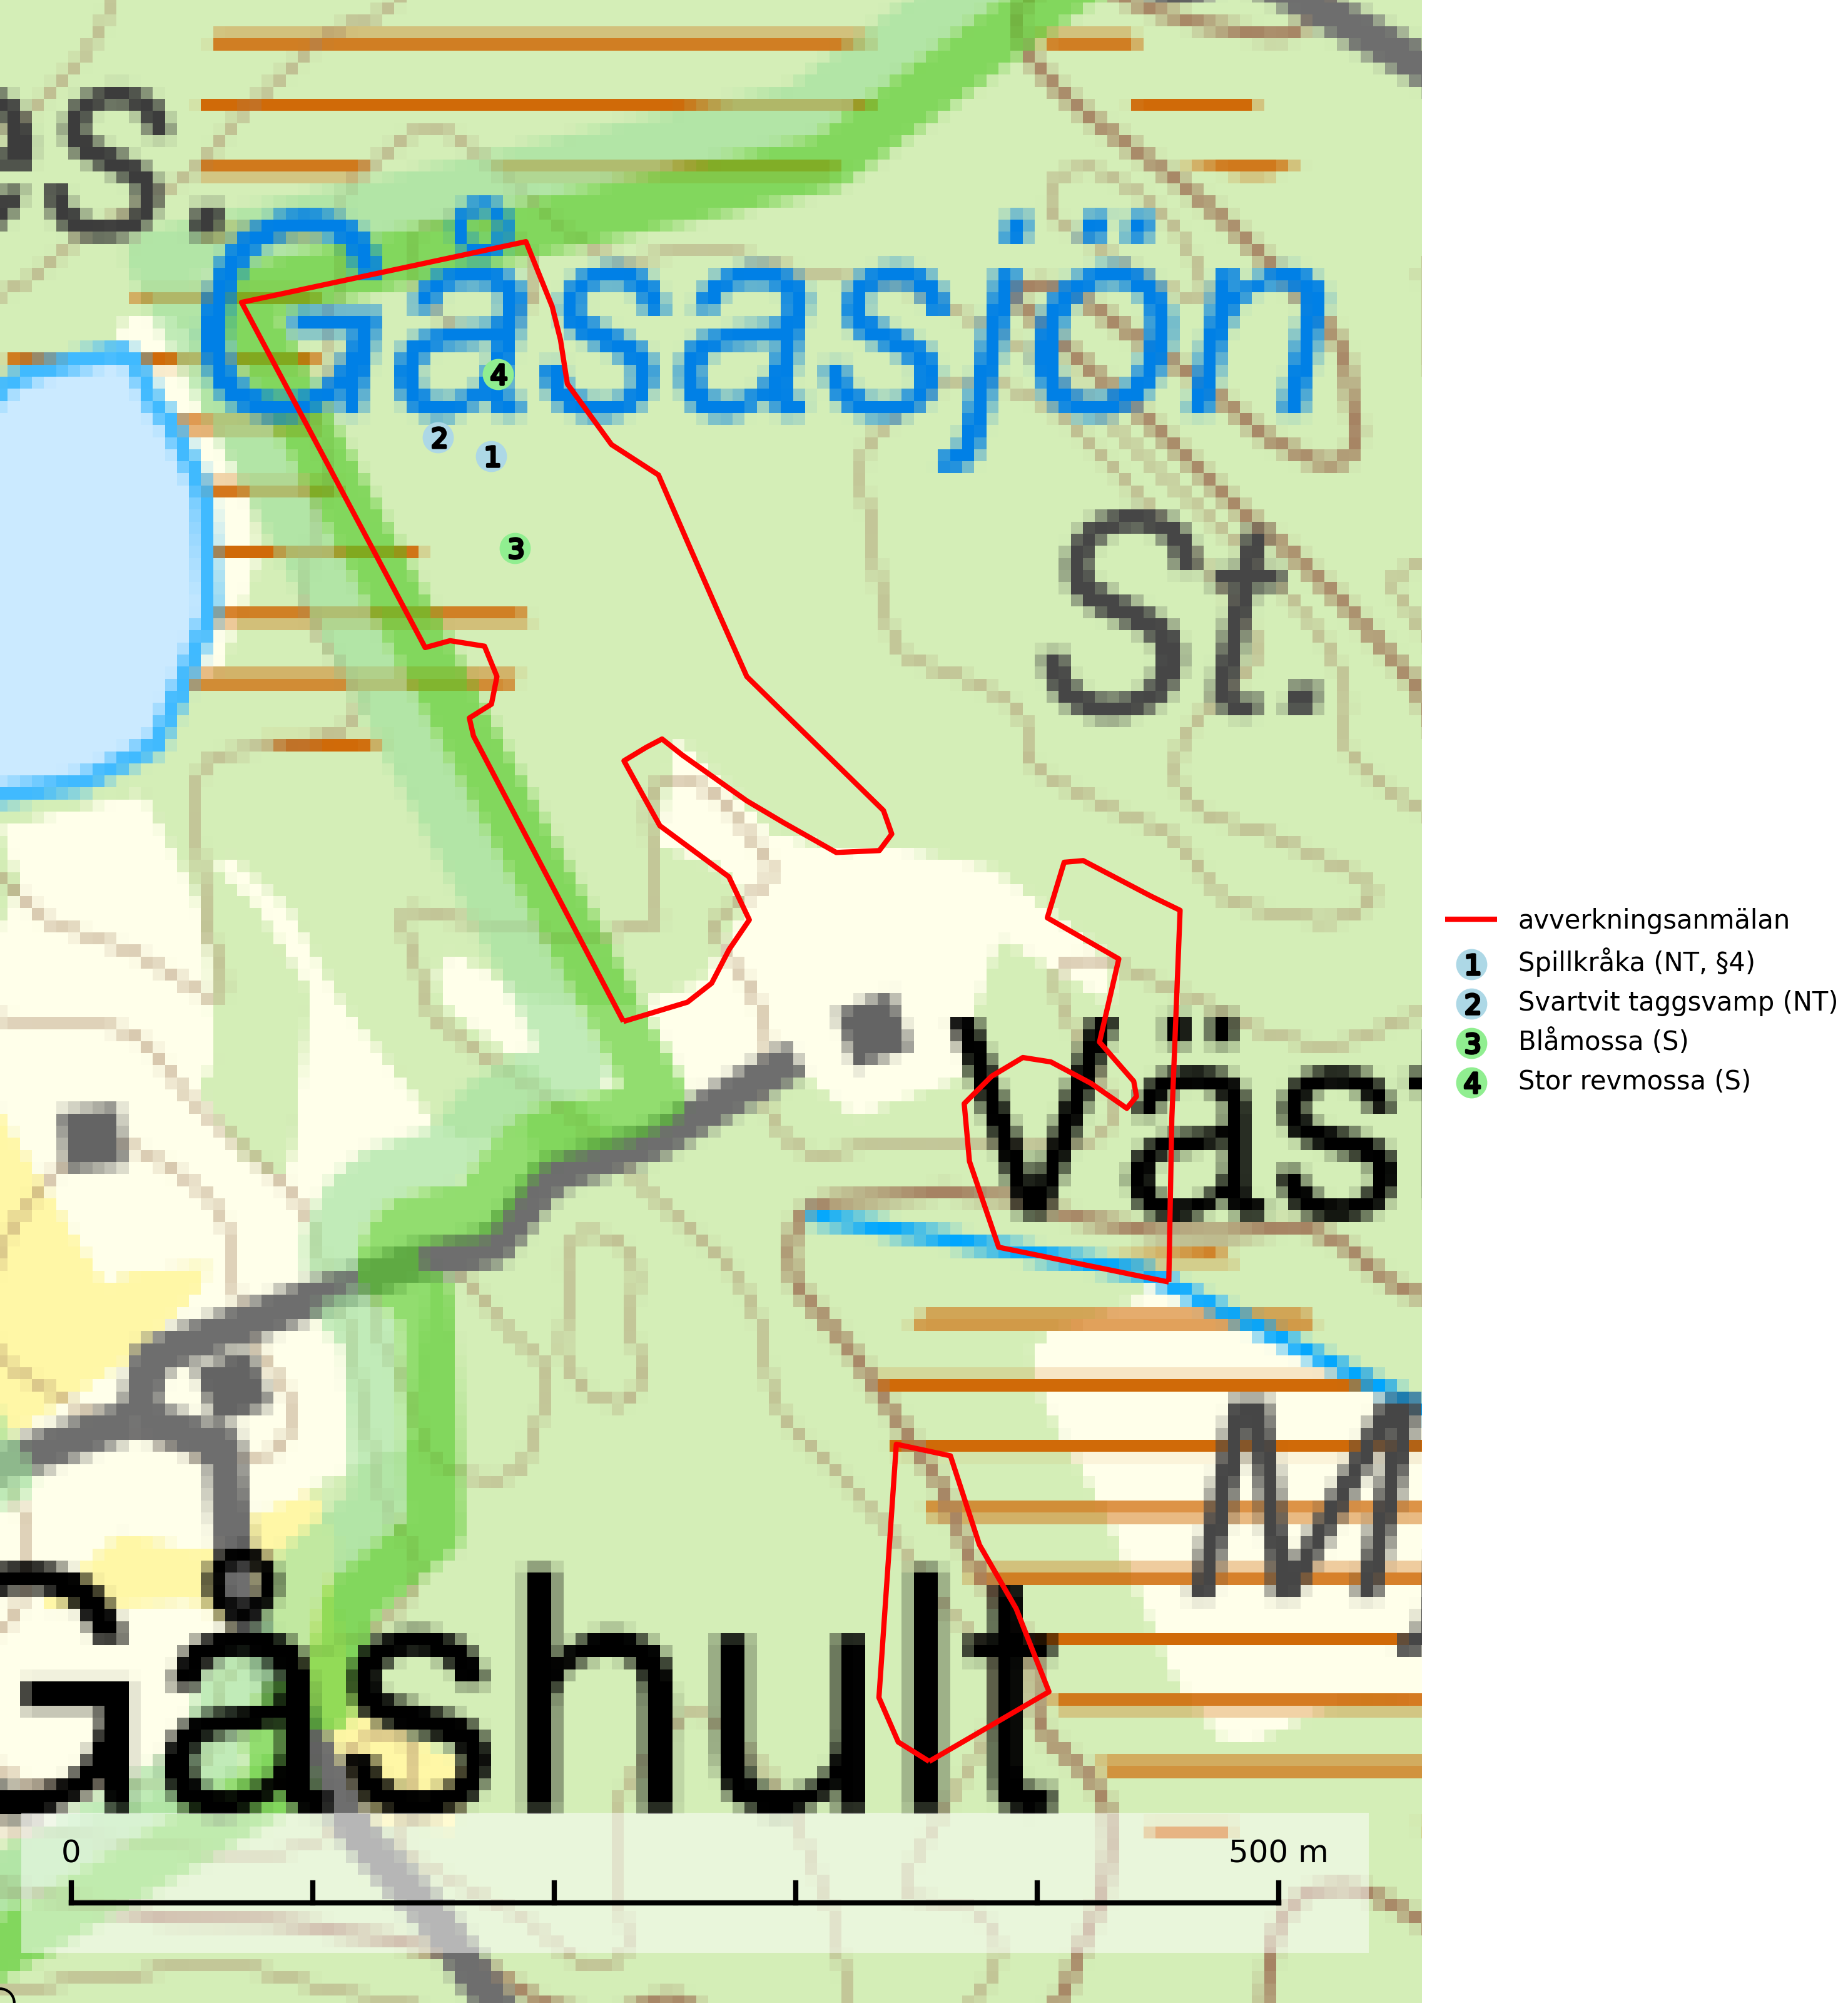 es.
Gåsasjön
4
2
1
3
St.
Väs
M
Gåshult
0 500 m
avverkningsanmälan
1 Spillkråka (NT, §4)
2 Svartvit taggsvamp (NT)
3 Blåmossa (S)
4 Stor revmossa (S)